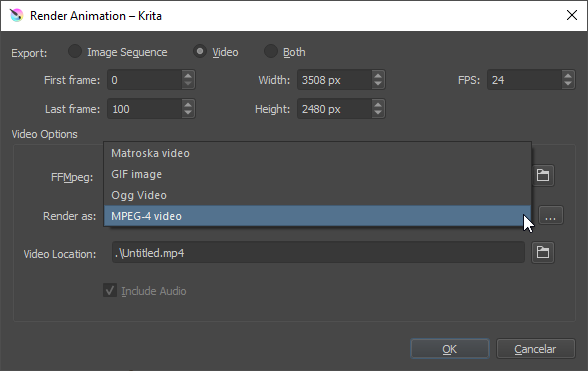 Render Animation – Krita
Export: Image Sequence Video Both
First frame: 0 Width: 3508 px FPS: 24
Last frame: 100 Height: 2480 px
Video Options
Matroska video
FFMpeg:
GIF image
Ogg Video
Render as: MPEG-4 video ...
Video Location: .\Untitled.mp4
Include Audio
OK Cancelar